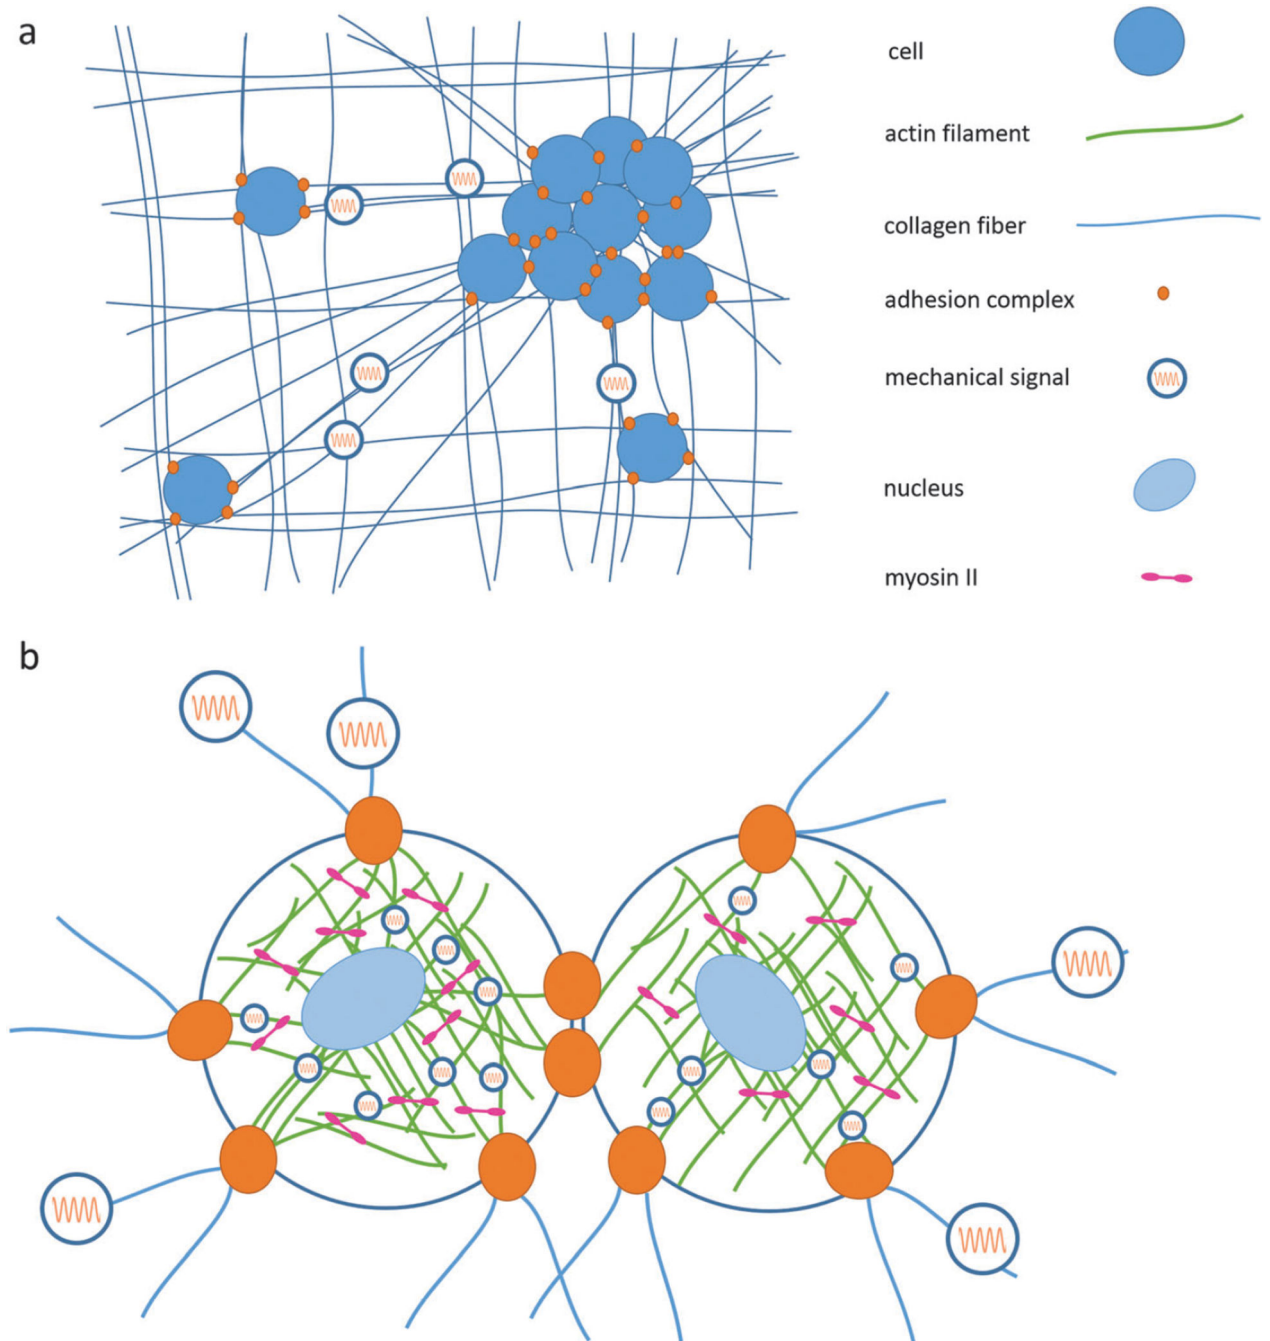 a
cell
actin filament
collagen fiber
adhesion complex
mechanical signal
nucleus
myosin II
b